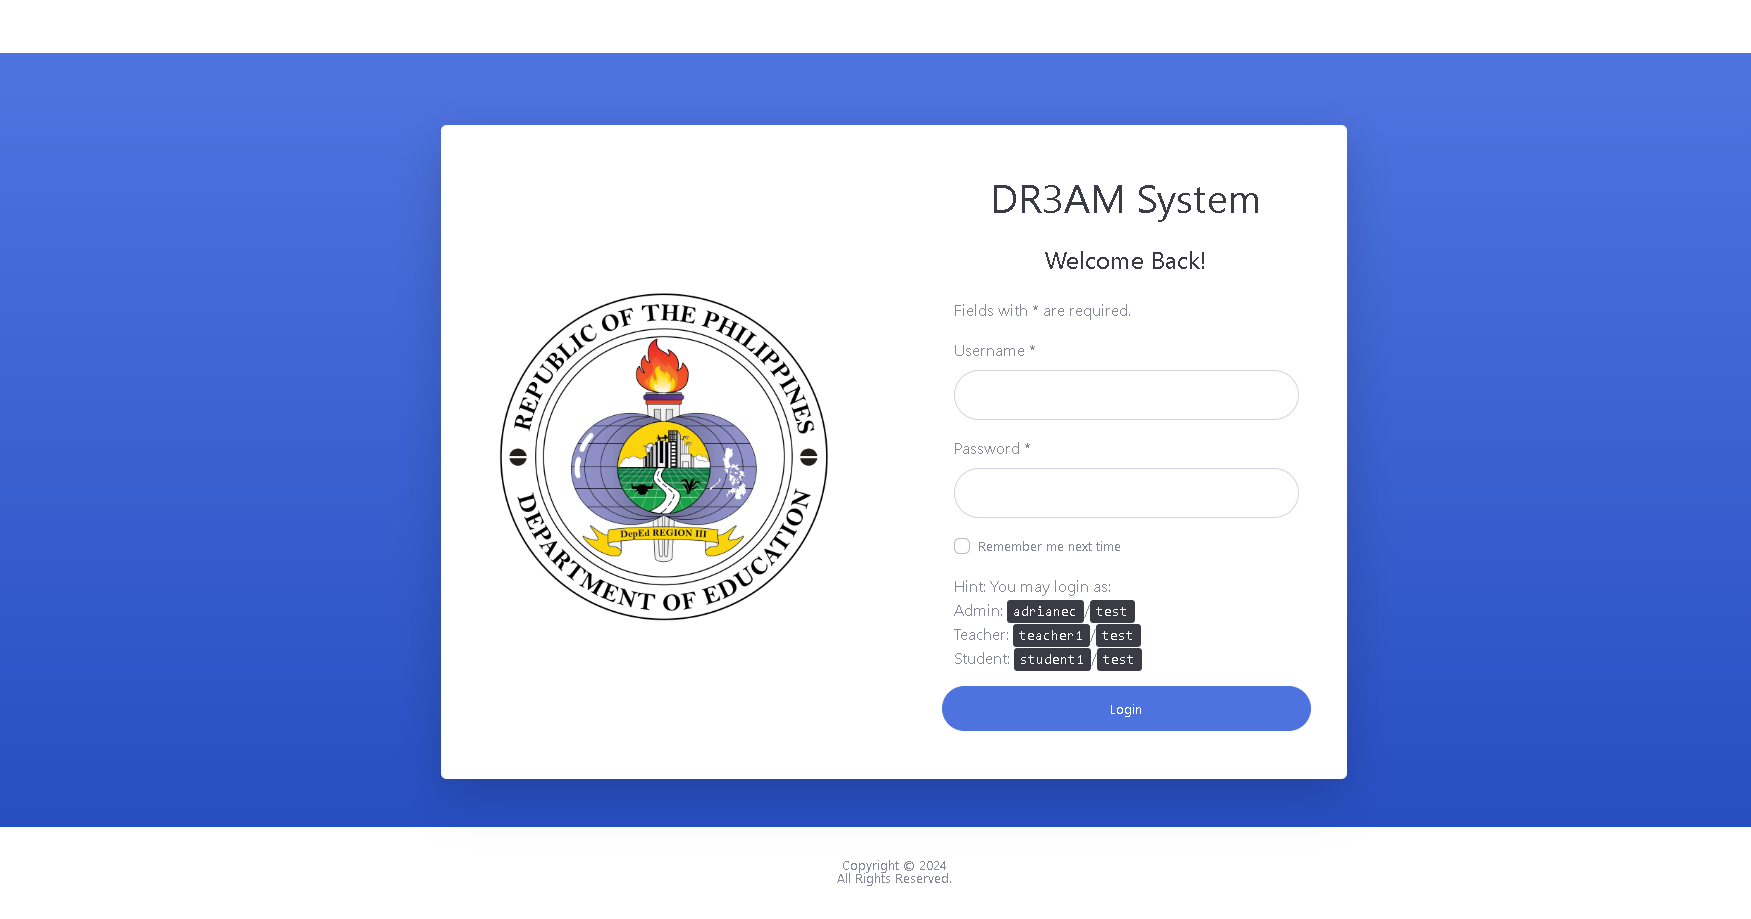 REPUBLIC OF THE PHILIPPINES
DepEd REGION III
DEPARTMENT OF EDUCATION
DR3AM System
Welcome Back!
Fields with * are required.
Username *
Password *
Remember me next time
Hint: You may login as:
Admin: adrianec/test
Teacher: teacher1/test
Student: student1/test
Login
Copyright © 2024
All Rights Reserved.